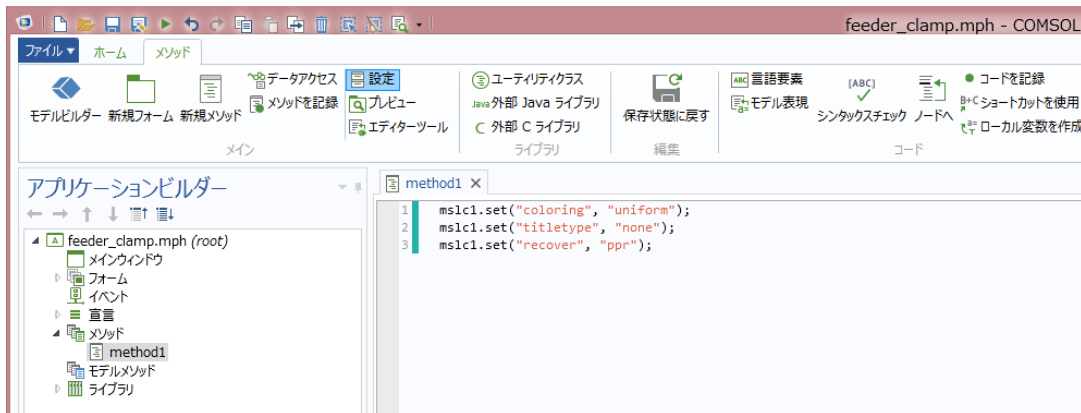 feeder_clamp.mph - COMSOL
ファイル ホーム メソッド
モデルビルダー 新規フォーム 新規メソッド
データアクセス
メソッドを記録
設定
プレビュー
エディターツール
メイン
ユーティリティクラス
Java 外部 Java ライブラリ
C 外部 C ライブラリ
ライブラリ
保存状態に戻す
編集
ABC 言語要素
モデル表現
[ABC]
シンタックスチェック ノードへ
コードを記録
B+C ショートカットを使用
a= ローカル変数を作成
コード
アプリケーションビルダー
A feeder_clamp.mph (root)
メインウィンドウ
フォーム
イベント
宣言
メソッド
method1
モデルメソッド
ライブラリ
method1
1 mslc1.set("coloring", "uniform");
2 mslc1.set("titletype", "none");
3 mslc1.set("recover", "ppr");